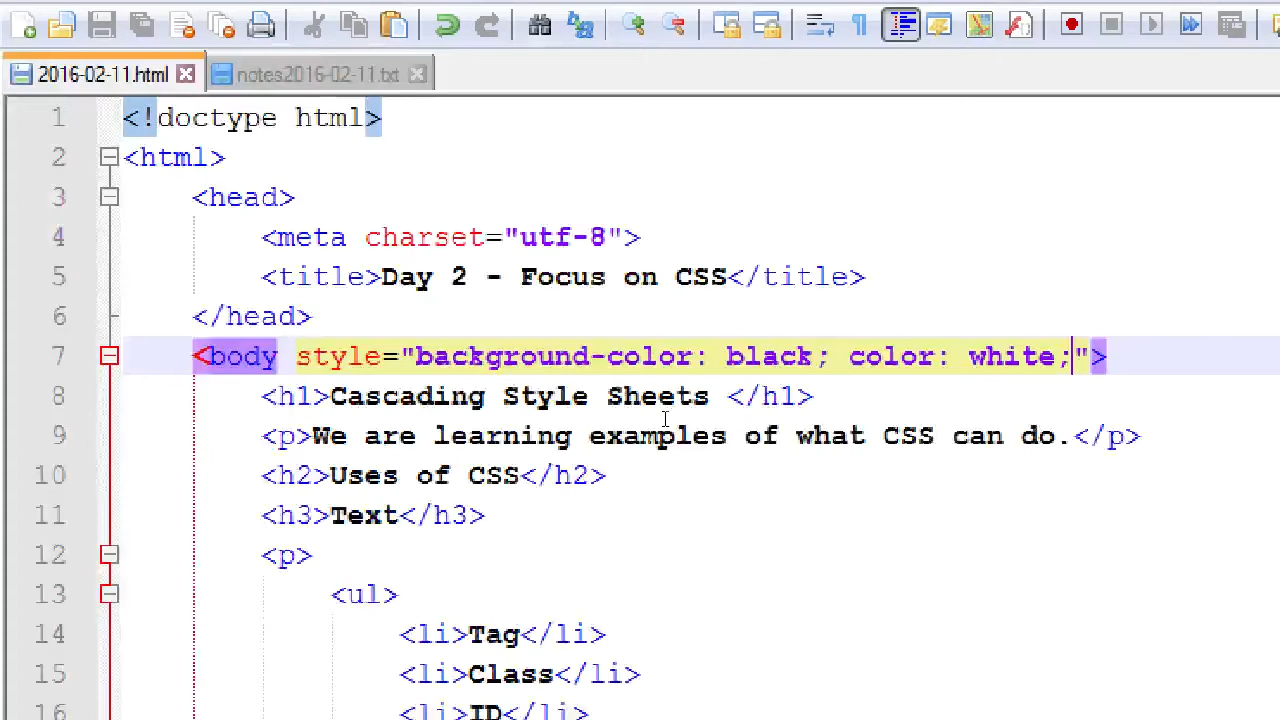 2016-02-11.html notes2016-02-11.txt
1 <!doctype html>
2 <html>
3 <head>
4 <meta charset="utf-8">
5 <title>Day 2 - Focus on CSS</title>
6 </head>
7 <body style="background-color: black; color: white;">
8 <h1>Cascading Style Sheets </h1>
9 <p>We are learning examples of what CSS can do.</p>
10 <h2>Uses of CSS</h2>
11 <h3>Text</h3>
12 <p>
13 <ul>
14 <li>Tag</li>
15 <li>Class</li>
16 <li>ID</li>